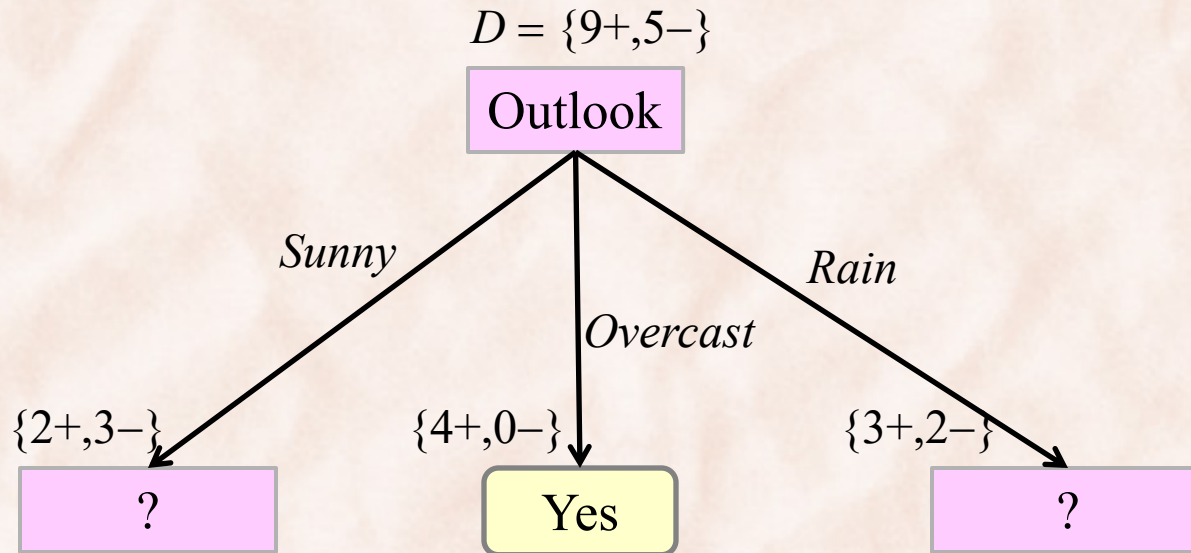 D = {9+,5−}
Outlook
Sunny
Rain
Overcast
{2+,3−}
{4+,0−}
{3+,2−}
?
Yes
?